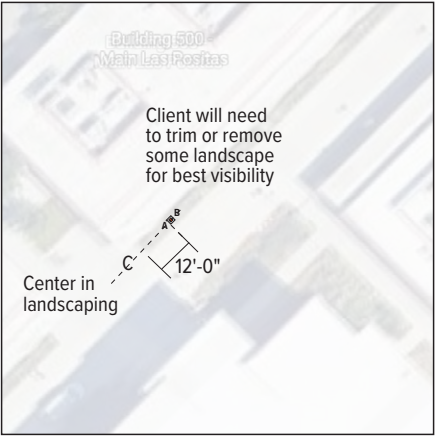 Building 500 -
Main Las Positas
Client will need
to trim or remove
some landscape
for best visibility
B
A
C
12'-0"
Center in
landscaping